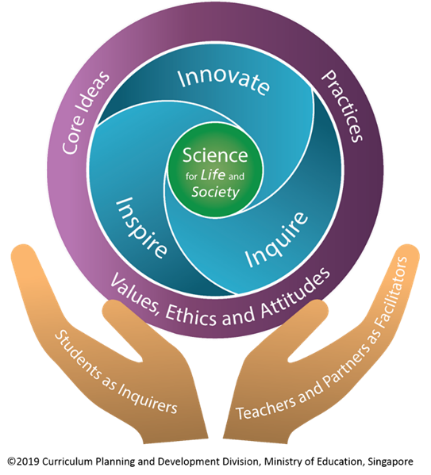 Innovate
Core Ideas
Practices
Science
for Life and
Society
Inspire
Inquire
Values, Ethics and Attitudes
Students as Inquirers
Teachers and Partners as Facilitators
©2019 Curriculum Planning and Development Division, Ministry of Education, Singapore